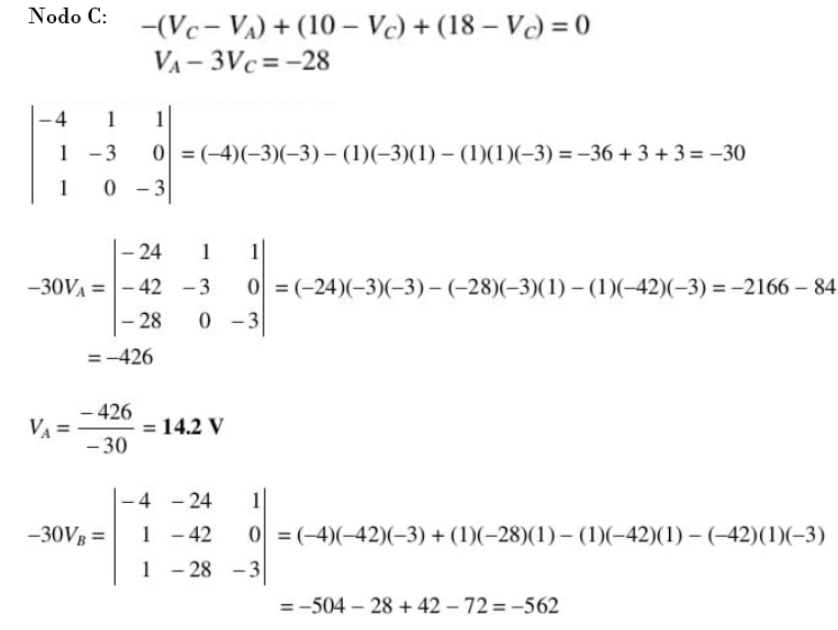 Nodo C: –(V_C – V_A) + (10 – V_C) + (18 – V_C) = 0
V_A – 3V_C = –28
| –4 1 1 |
| 1 –3 0 | = (–4)(–3)(–3) – (1)(–3)(1) – (1)(1)(–3) = –36 + 3 + 3 = –30
| 1 0 –3 |
| –24 1 1 |
–30V_A = | –42 –3 0 | = (–24)(–3)(–3) – (–28)(–3)(1) – (1)(–42)(–3) = –2166 – 84
| –28 0 –3 |
= –426
V_A = –426 / –30 = 14.2 V
| –4 –24 1 |
–30V_B = | 1 –42 0 | = (–4)(–42)(–3) + (1)(–28)(1) – (1)(–42)(1) – (–42)(1)(–3)
| 1 –28 –3 |
= –504 – 28 + 42 – 72 = –562